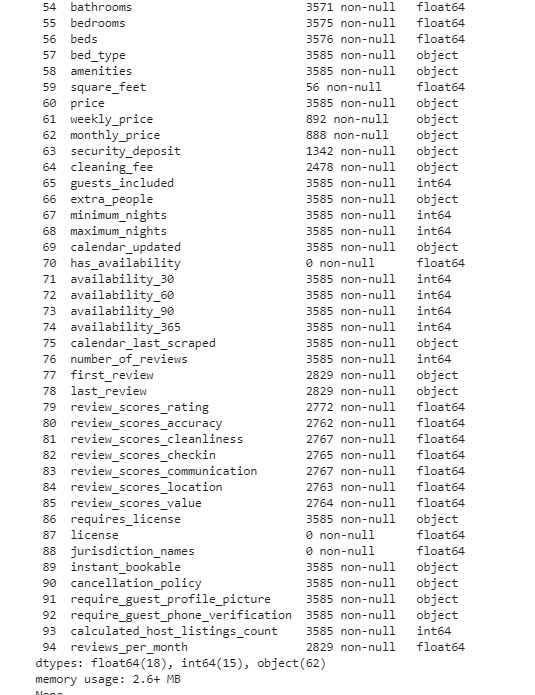 54  bathrooms                         3571 non-null   float64
55  bedrooms                          3575 non-null   float64
56  beds                              3576 non-null   float64
57  bed_type                          3585 non-null   object
58  amenities                         3585 non-null   object
59  square_feet                       56 non-null     float64
60  price                             3585 non-null   object
61  weekly_price                      892 non-null    object
62  monthly_price                     888 non-null    object
63  security_deposit                  1342 non-null   object
64  cleaning_fee                      2478 non-null   object
65  guests_included                   3585 non-null   int64
66  extra_people                      3585 non-null   object
67  minimum_nights                    3585 non-null   int64
68  maximum_nights                    3585 non-null   int64
69  calendar_updated                  3585 non-null   object
70  has_availability                  0 non-null      float64
71  availability_30                   3585 non-null   int64
72  availability_60                   3585 non-null   int64
73  availability_90                   3585 non-null   int64
74  availability_365                  3585 non-null   int64
75  calendar_last_scraped             3585 non-null   object
76  number_of_reviews                 3585 non-null   int64
77  first_review                      2829 non-null   object
78  last_review                       2829 non-null   object
79  review_scores_rating              2772 non-null   float64
80  review_scores_accuracy            2762 non-null   float64
81  review_scores_cleanliness         2767 non-null   float64
82  review_scores_checkin             2765 non-null   float64
83  review_scores_communication       2767 non-null   float64
84  review_scores_location            2763 non-null   float64
85  review_scores_value               2764 non-null   float64
86  requires_license                  3585 non-null   object
87  license                           0 non-null      float64
88  jurisdiction_names                0 non-null      float64
89  instant_bookable                  3585 non-null   object
90  cancellation_policy               3585 non-null   object
91  require_guest_profile_picture     3585 non-null   object
92  require_guest_phone_verification  3585 non-null   object
93  calculated_host_listings_count    3585 non-null   int64
94  reviews_per_month                 2829 non-null   float64
dtypes: float64(18), int64(15), object(62)
memory usage: 2.6+ MB
None